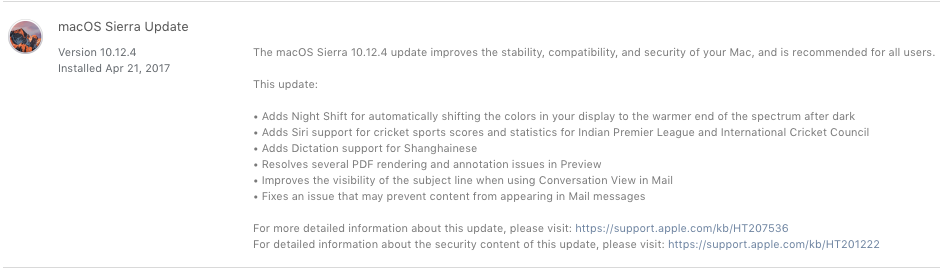 macOS Sierra Update
Version 10.12.4
Installed Apr 21, 2017
The macOS Sierra 10.12.4 update improves the stability, compatibility, and security of your Mac, and is recommended for all users.
This update:
• Adds Night Shift for automatically shifting the colors in your display to the warmer end of the spectrum after dark
• Adds Siri support for cricket sports scores and statistics for Indian Premier League and International Cricket Council
• Adds Dictation support for Shanghainese
• Resolves several PDF rendering and annotation issues in Preview
• Improves the visibility of the subject line when using Conversation View in Mail
• Fixes an issue that may prevent content from appearing in Mail messages
For more detailed information about this update, please visit: https://support.apple.com/kb/HT207536
For detailed information about the security content of this update, please visit: https://support.apple.com/kb/HT201222